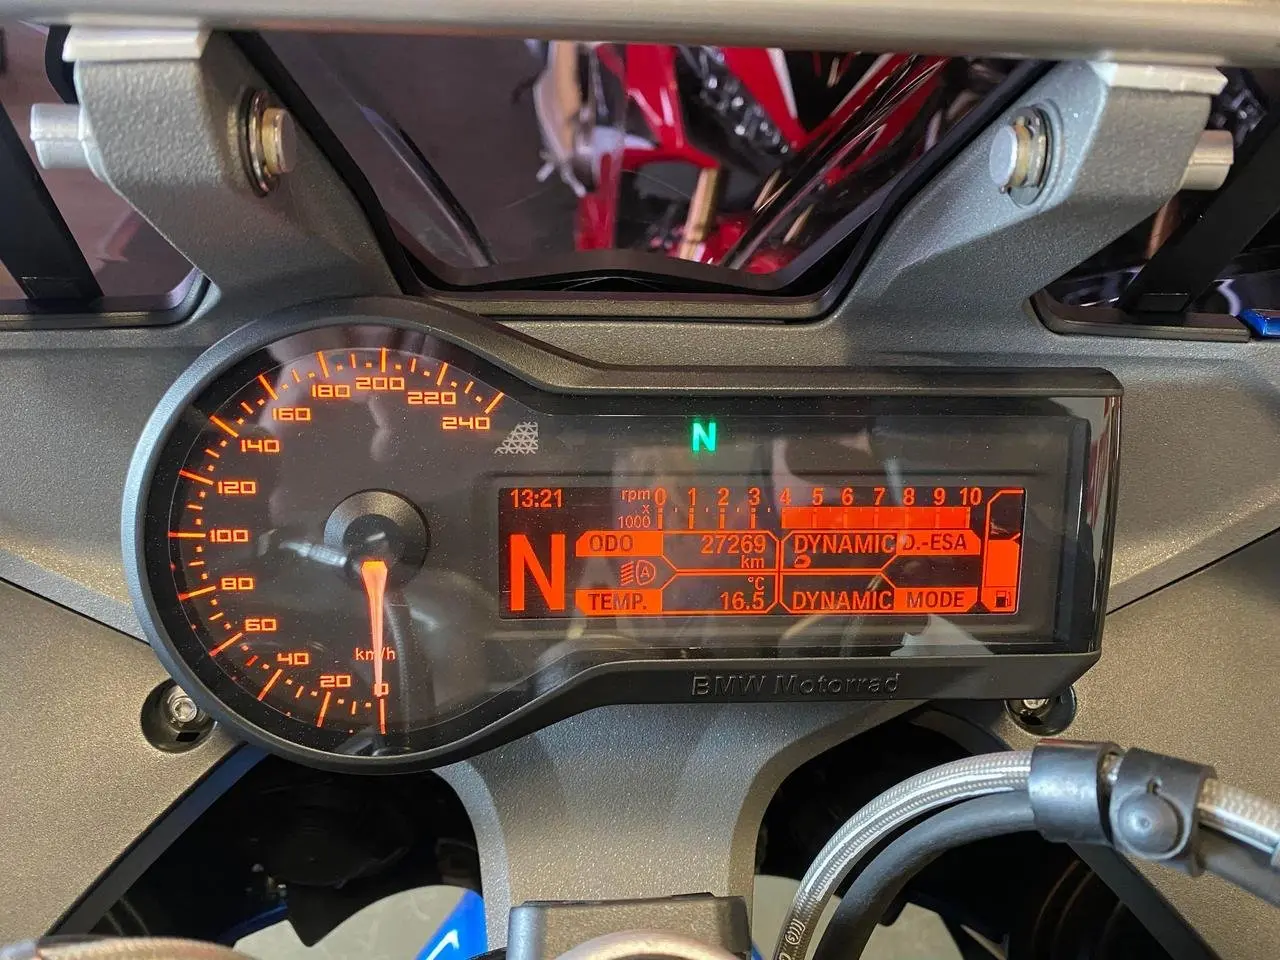 20
40
60
80
100
120
140
160
180
200
220
240
0
km/h
N
13:21
rpm
x
1000
0 1 2 3 4 5 6 7 8 9 10
N
ODO 27269
km
DYNAMIC D.-ESA
A
TEMP. °C
16.5
DYNAMIC MODE
BMW Motorrad